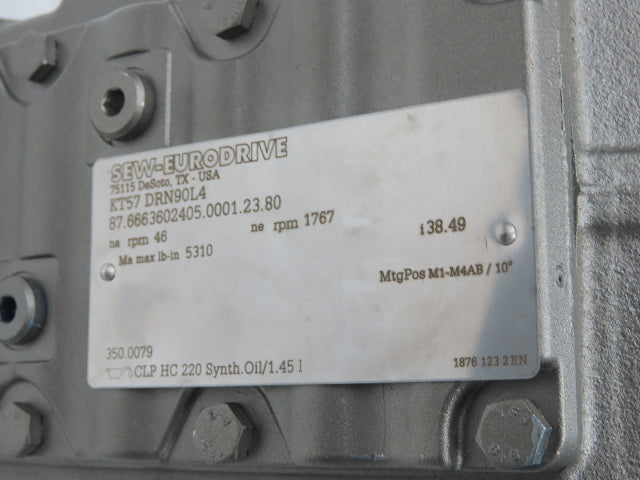 SEW-EURODRIVE
75115 DeSoto, TX - USA
KT57 DRN90L4
87.6663602405.0001.23.80
na rpm 46 ne rpm 1767 i 38.49
Ma max lb-in 5310
MtgPos M1-M4AB / 10°
350.0079
CLP HC 220 Synth.Oil/1.45 l
1876 123 2 EN